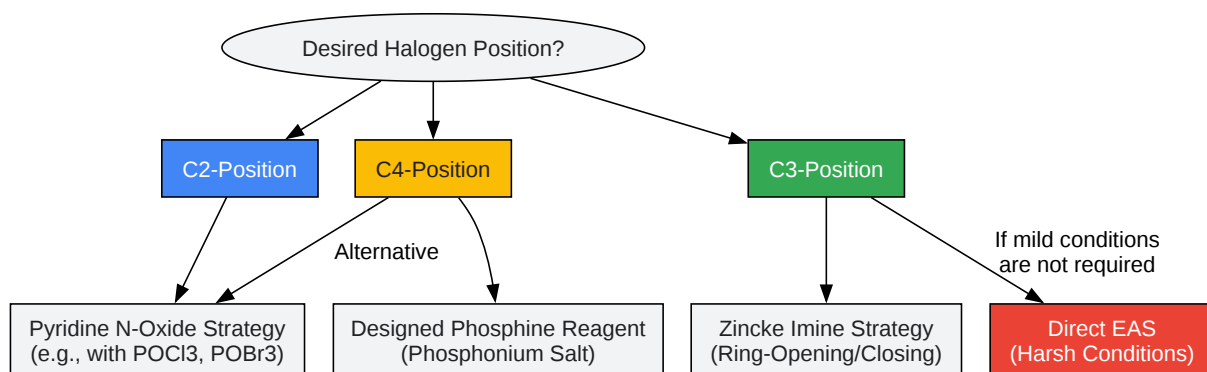 Desired Halogen Position?
C2-Position
C4-Position
C3-Position
Alternative
If mild conditions
are not required
Pyridine N-Oxide Strategy
(e.g., with POCl3, POBr3)
Designed Phosphine Reagent
(Phosphonium Salt)
Zincke Imine Strategy
(Ring-Opening/Closing)
Direct EAS
(Harsh Conditions)